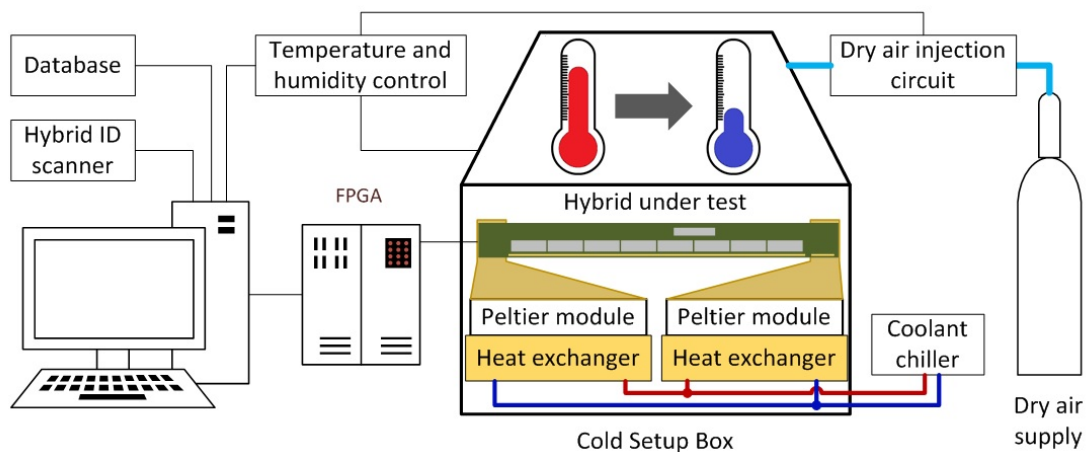 Database
Temperature and
humidity control
Dry air injection
circuit
Hybrid ID
scanner
FPGA
Hybrid under test
Peltier module
Peltier module
Heat exchanger
Heat exchanger
Coolant
chiller
Dry air
supply
Cold Setup Box